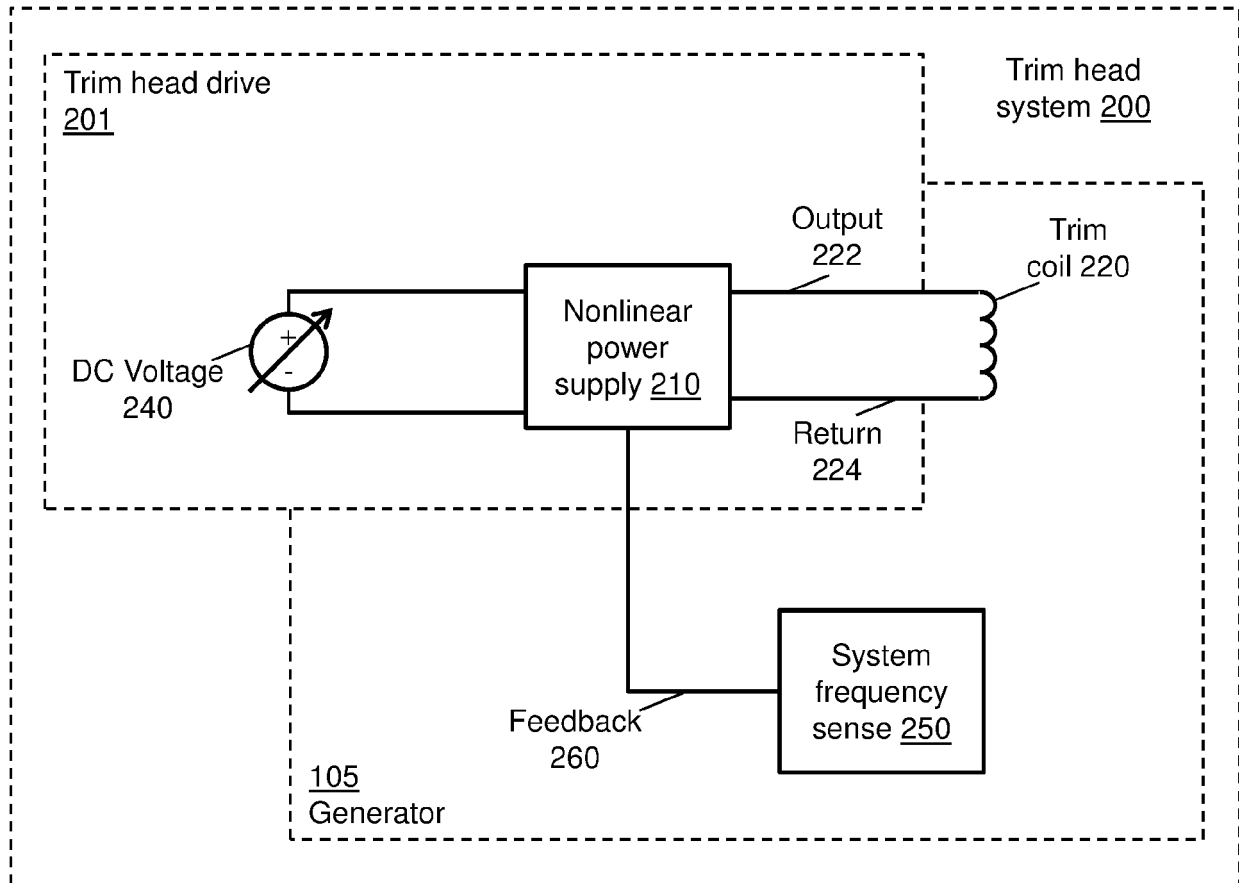 Trim head drive
201
Trim head
system 200
Output
222
Trim
coil 220
Nonlinear
power
supply 210
+
-
DC Voltage
240
Return
224
System
frequency
sense 250
Feedback
260
105
Generator